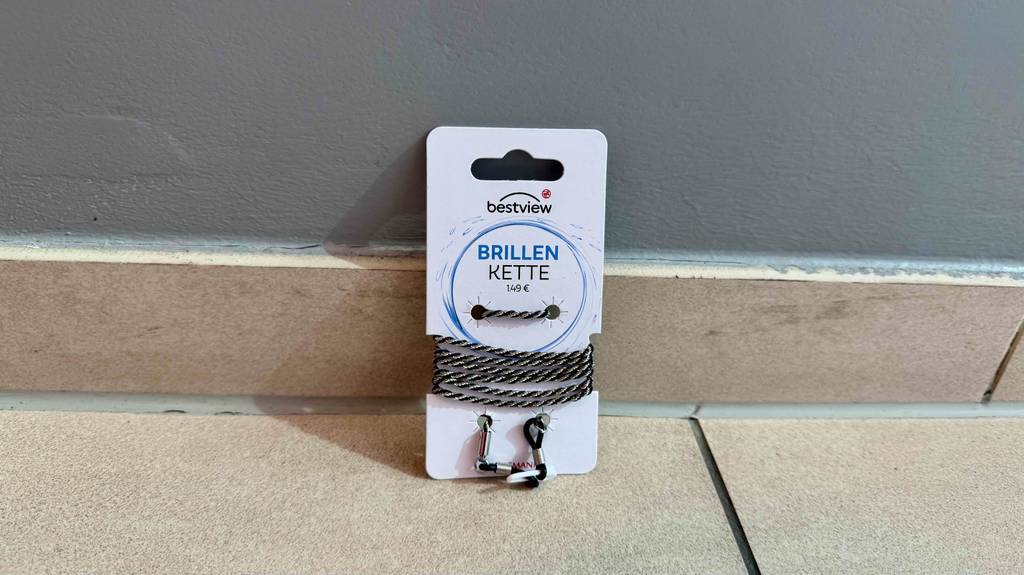 bestview
BRILLEN
KETTE
1.49 €